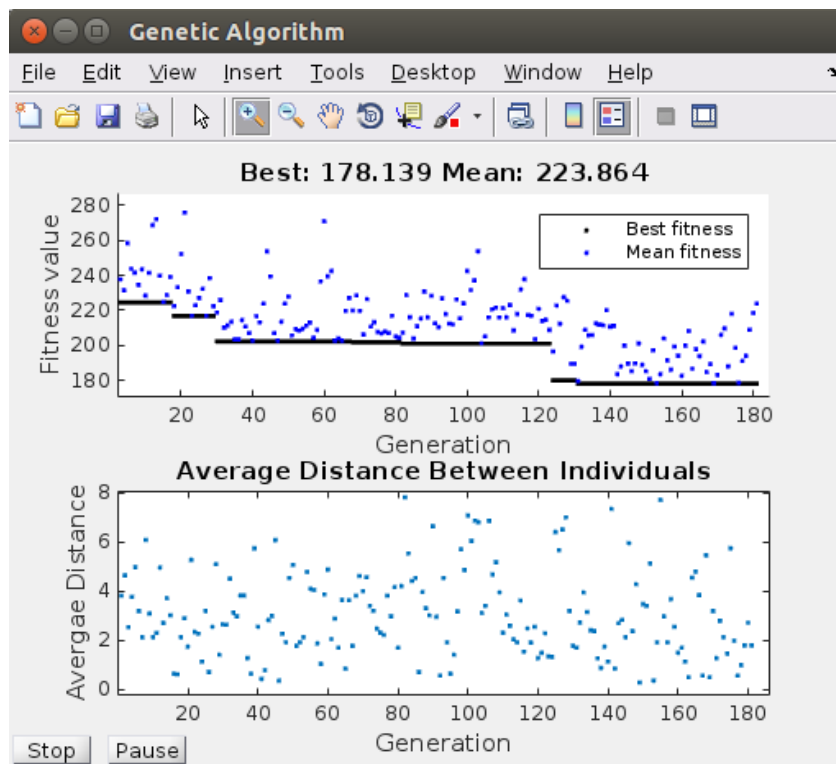 Genetic Algorithm
File Edit View Insert Tools Desktop Window Help
Best: 178.139 Mean: 223.864
280
260
240
220
200
180
Fitness value
Best fitness
Mean fitness
20 40 60 80 100 120 140 160 180
Generation
Average Distance Between Individuals
8
6
4
2
0
Avergae Distance
20 40 60 80 100 120 140 160 180
Generation
Stop Pause